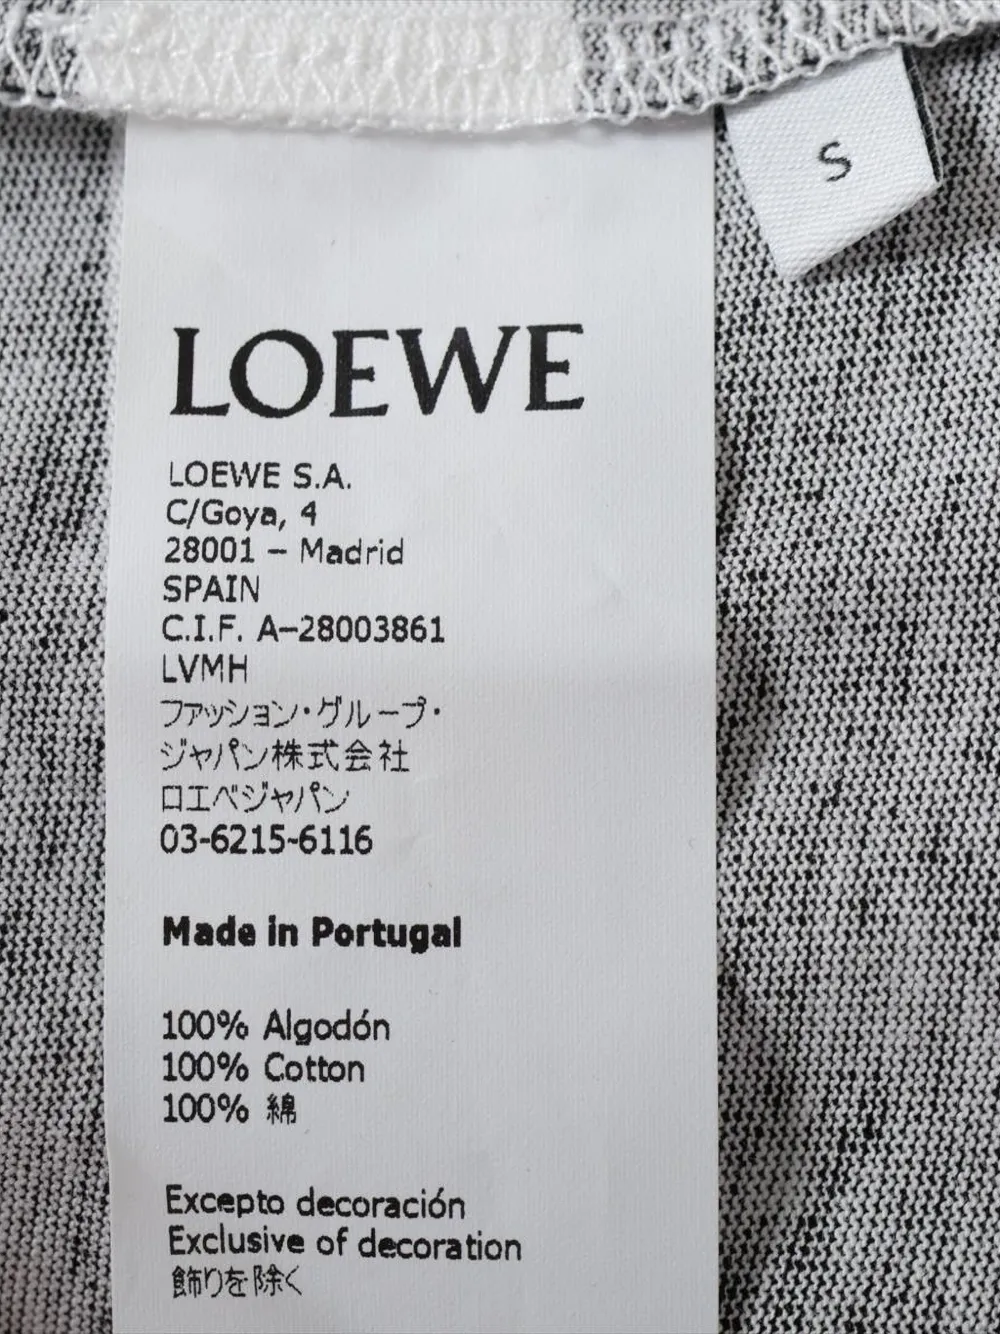 S
LOEWE
LOEWE S.A.
C/Goya, 4
28001 – Madrid
SPAIN
C.I.F. A–28003861
LVMH
ファッション・グループ・
ジャパン株式会社
ロエベジャパン
03-6215-6116
Made in Portugal
100% Algodón
100% Cotton
100% 綿
Excepto decoración
Exclusive of decoration
飾りを除く